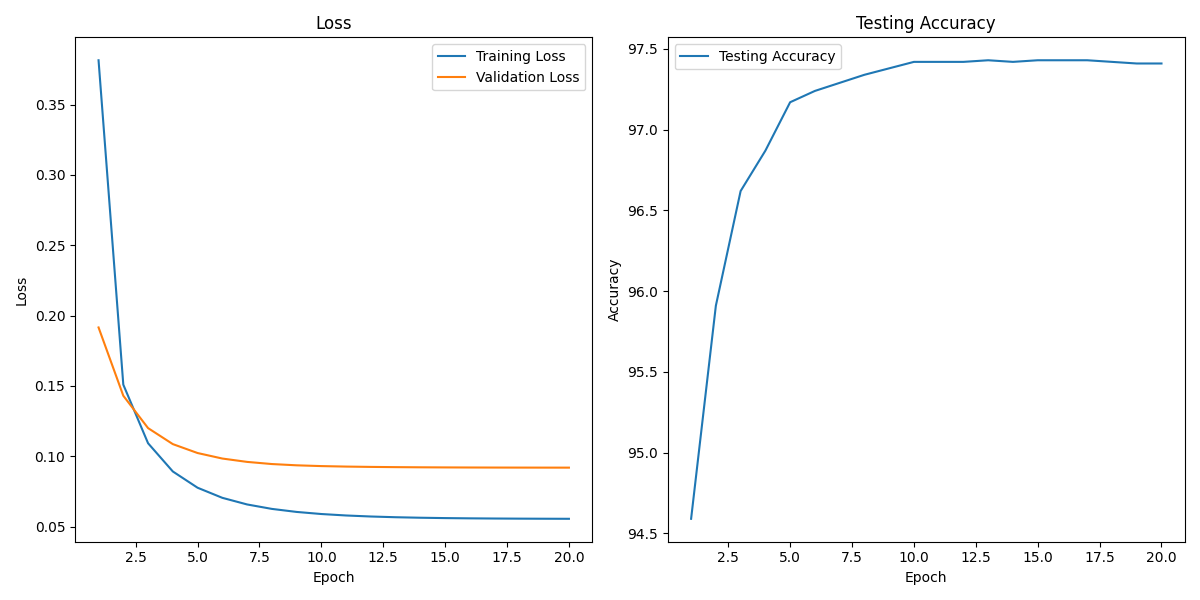 Loss
Training Loss
Validation Loss
0.35
0.30
0.25
0.20
0.15
0.10
0.05
Loss
2.5 5.0 7.5 10.0 12.5 15.0 17.5 20.0
Epoch
Testing Accuracy
Testing Accuracy
97.5
97.0
96.5
96.0
95.5
95.0
94.5
Accuracy
2.5 5.0 7.5 10.0 12.5 15.0 17.5 20.0
Epoch